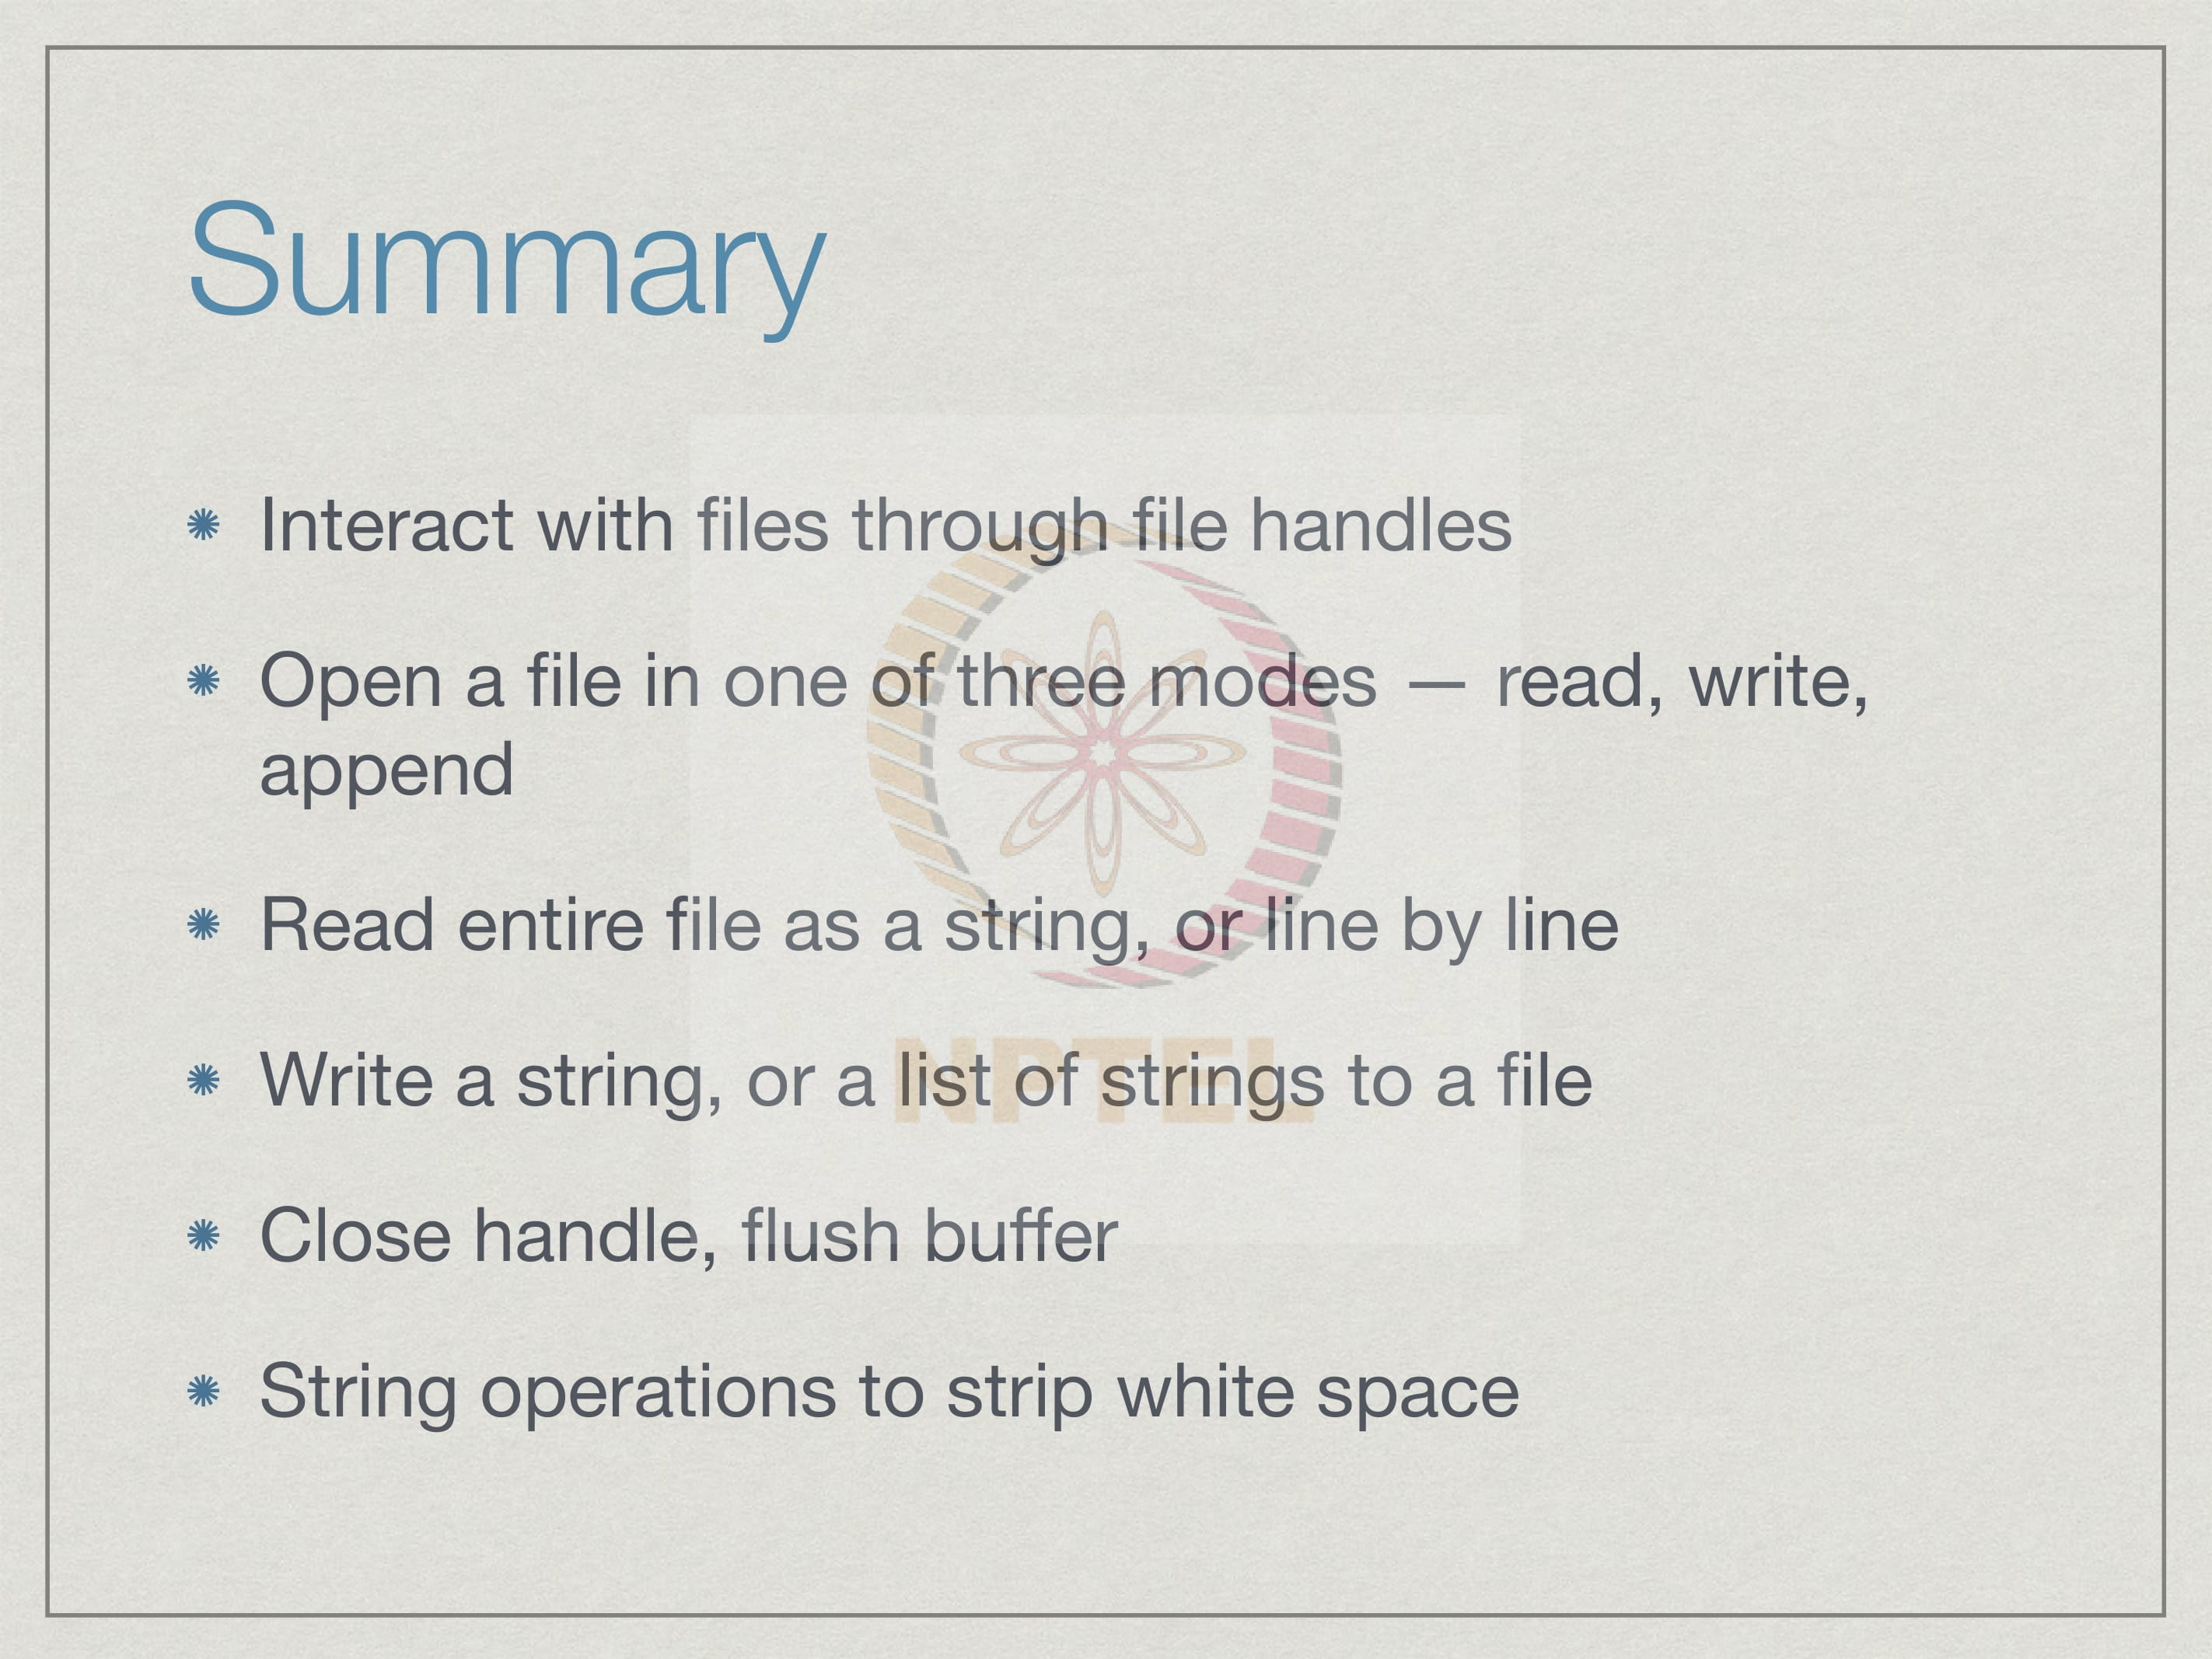 Summary
Interact with files through file handles
Open a file in one of three modes — read, write,
append
Read entire file as a string, or line by line
Write a string, or a list of strings to a file
Close handle, flush buffer
String operations to strip white space
NPTEL